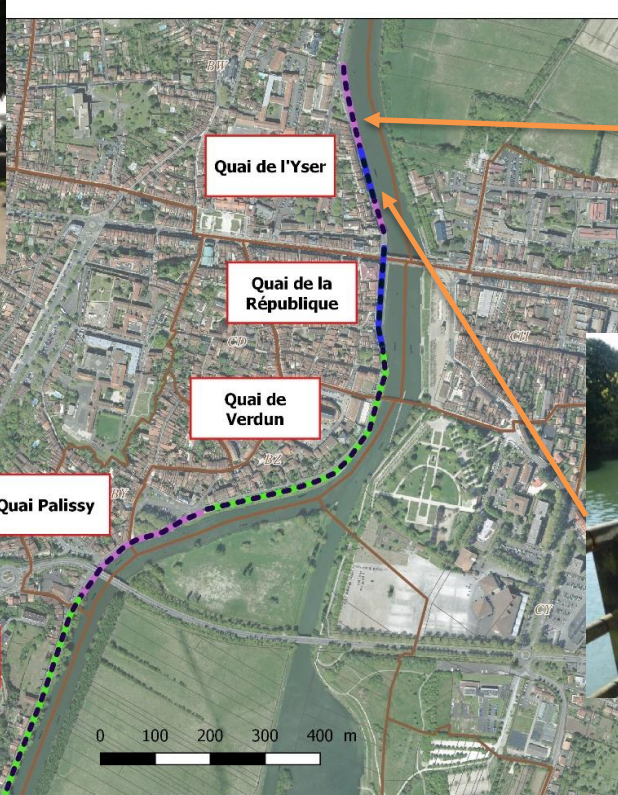 BW
Quai de l'Yser
Quai de la
République
CD
CH
Quai de
Verdun
BZ
Quai Palissy
BY
CY
0 100 200 300 400 m